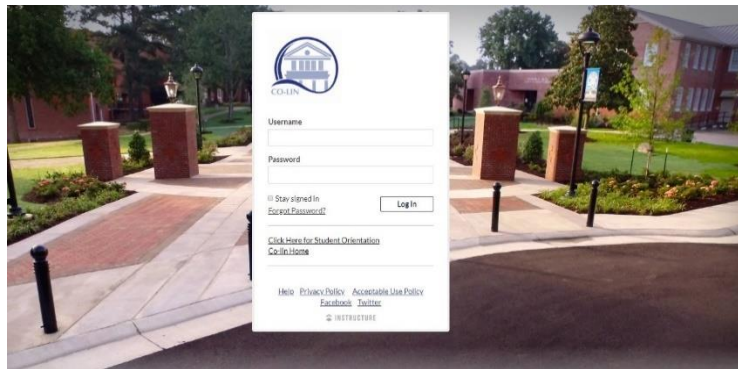 CO-LIN
Username
Password
Stay signed in
Forgot Password?
Log In
Click Here for Student Orientation
Co-lin Home
Help Privacy Policy Acceptable Use Policy
Facebook Twitter
INSTRUCTURE